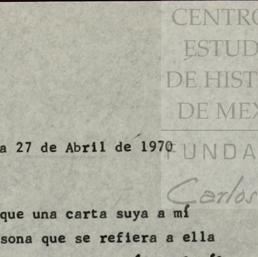 CENTRO
ESTUD
DE HIST
DE MEX
FUNDA
Carlos
a 27 de Abril de 1970
que una carta suya a mí
sona que se refiera a ella